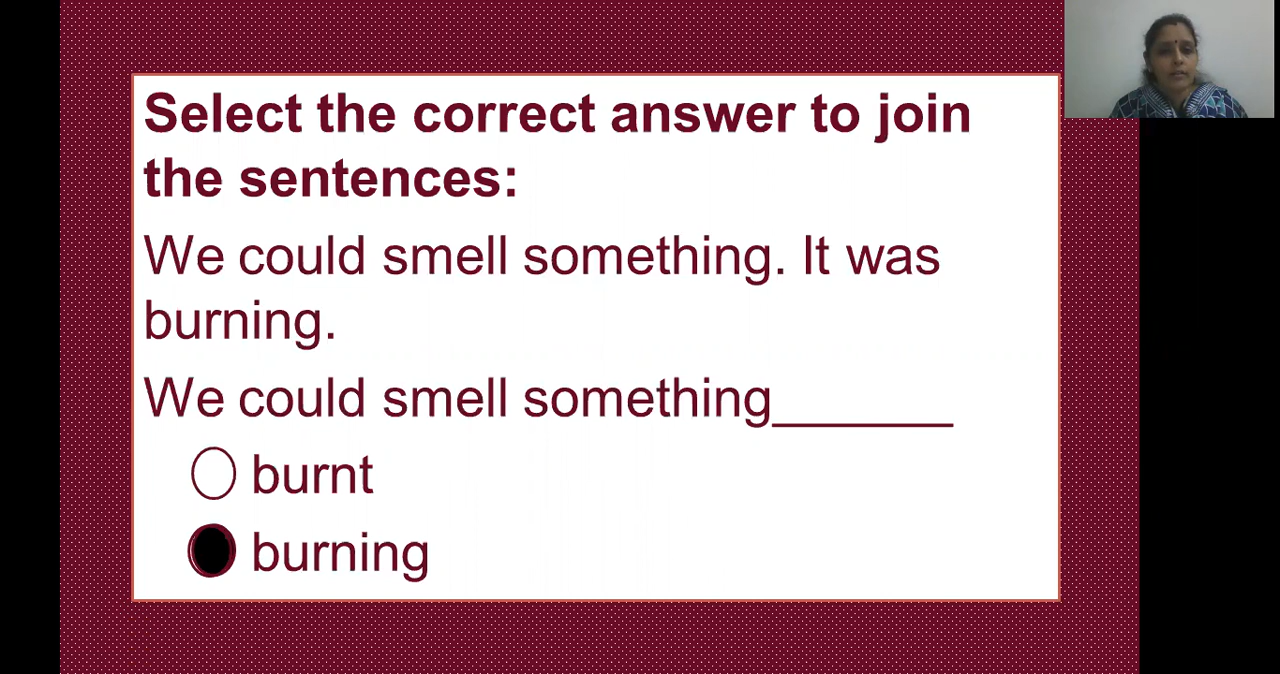 Select the correct answer to join
the sentences:
We could smell something. It was
burning.
We could smell something_______
burnt
burning